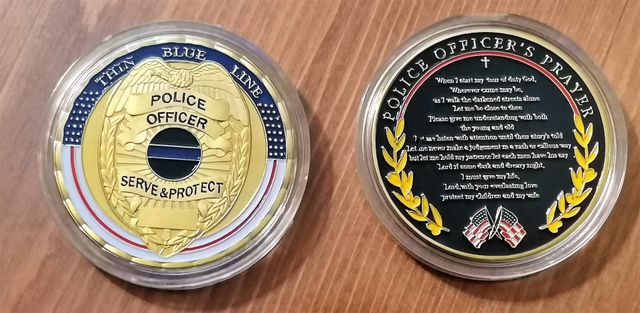 THIN BLUE LINE
POLICE
OFFICER
SERVE & PROTECT
POLICE OFFICER'S PRAYER
When I start my tour of duty God,
Wherever crime may be,
as I walk the darkened streets alone
Let me be close to thee
Please give me understanding with both
the young and old
Let me listen with attention until their story's told
Let me never make a judgement in a rash or callous way
but let me hold my patience let each man have his say
Lord if some dark and dreary night,
I must give my life,
Lord, with your everlasting love
protect my children and my wife